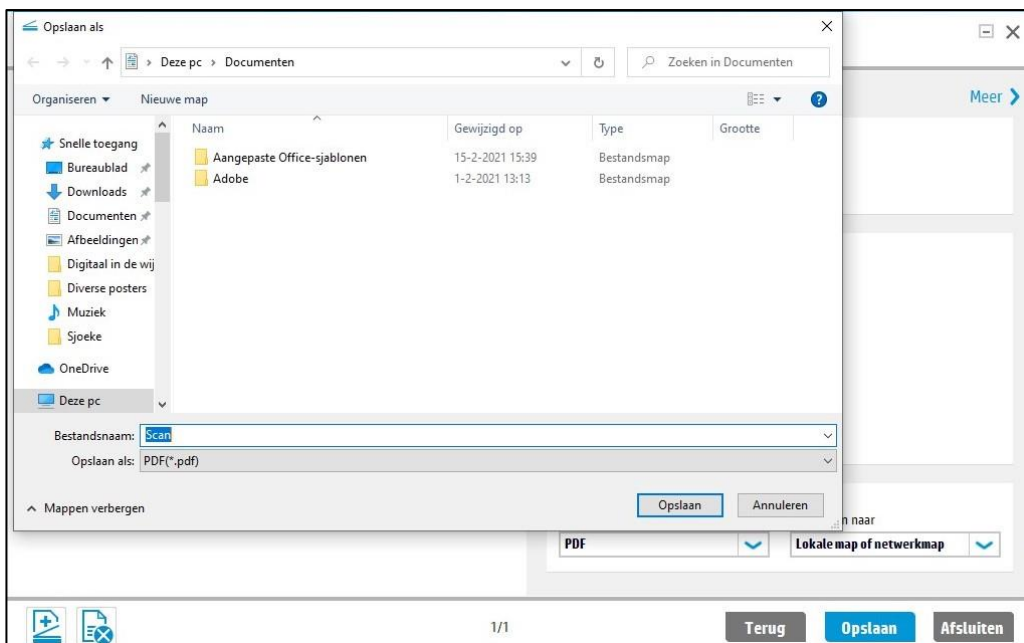 Opslaan als
Deze pc > Documenten
Zoeken in Documenten
Organiseren
Nieuwe map
Meer
Naam
Gewijzigd op
Type
Grootte
Snelle toegang
Bureaublad
Downloads
Documenten
Afbeeldingen
Digitaal in de wij
Diverse posters
Muziek
Sjoeke
OneDrive
Deze pc
Aangepaste Office-sjablonen 15-2-2021 15:39 Bestandsmap
Adobe 1-2-2021 13:13 Bestandsmap
Bestandsnaam: Scan
Opslaan als: PDF(*.pdf)
Mappen verbergen
Opslaan
Annuleren
n naar
PDF
Lokale map of netwerkmap
1/1
Terug
Opslaan
Afsluiten